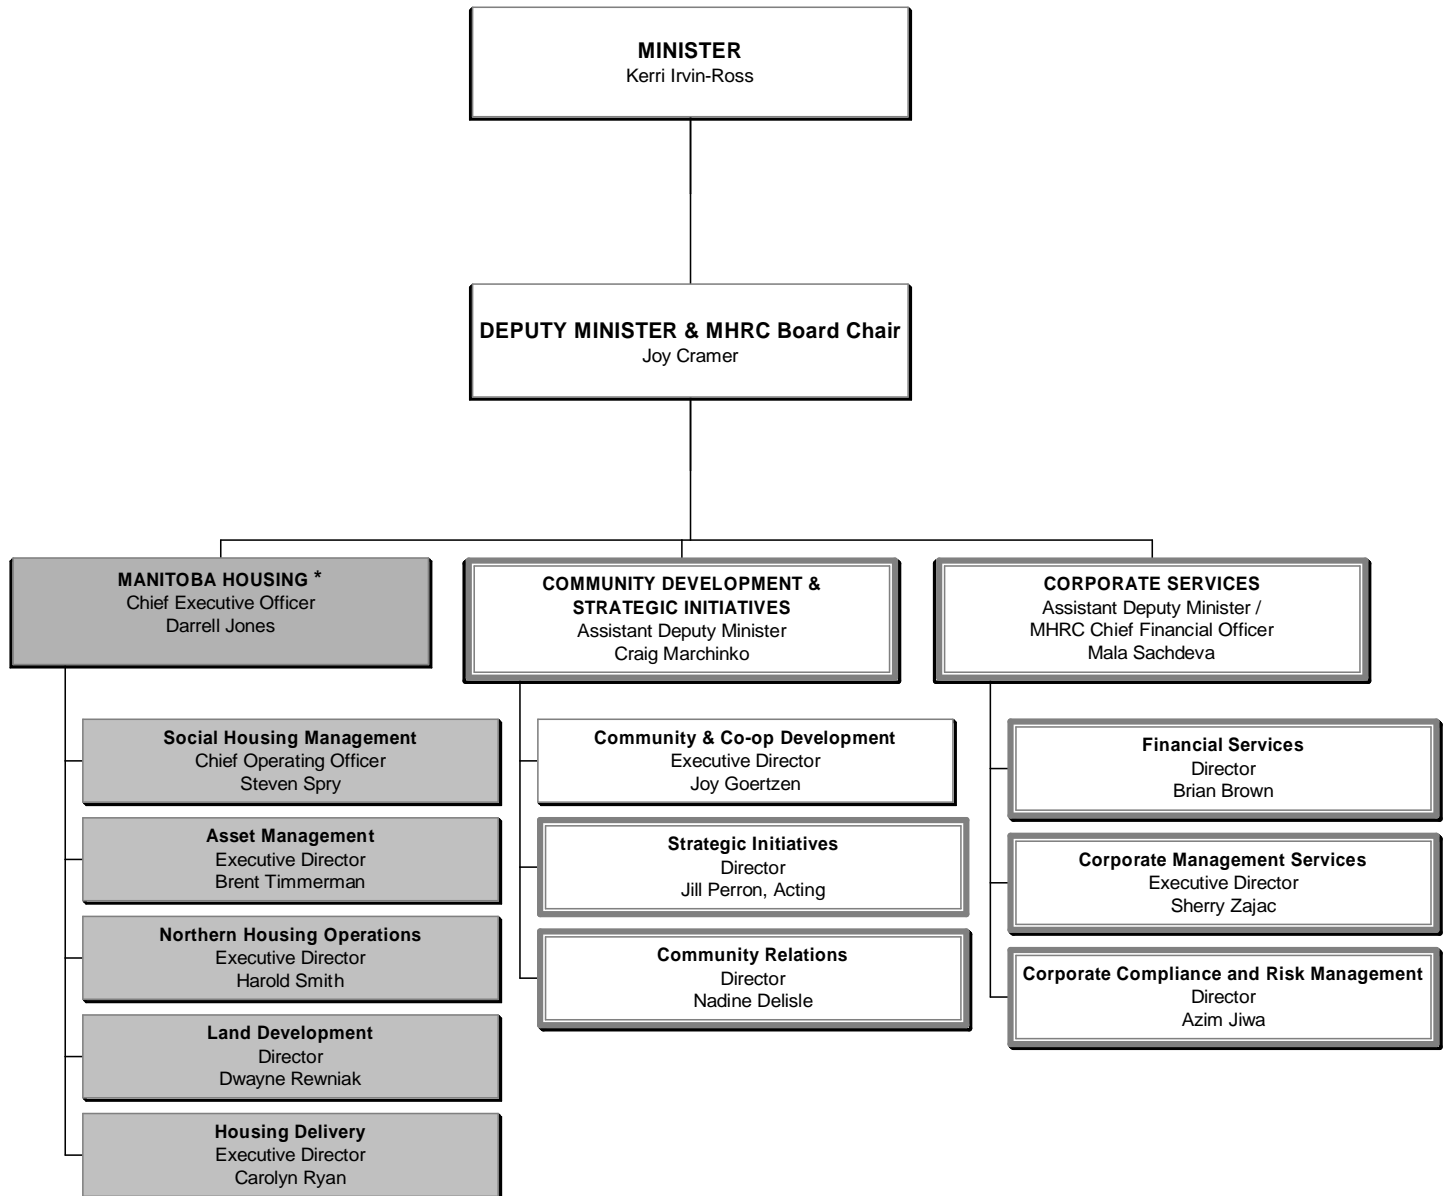 MINISTER
Kerri Irvin-Ross
DEPUTY MINISTER & MHRC Board Chair
Joy Cramer
MANITOBA HOUSING *
Chief Executive Officer
Darrell Jones
Social Housing Management
Chief Operating Officer
Steven Spry
Asset Management
Executive Director
Brent Timmerman
Northern Housing Operations
Executive Director
Harold Smith
Land Development
Director
Dwayne Rewniak
Housing Delivery
Executive Director
Carolyn Ryan
COMMUNITY DEVELOPMENT &
STRATEGIC INITIATIVES
Assistant Deputy Minister
Craig Marchinko
Community & Co-op Development
Executive Director
Joy Goertzen
Strategic Initiatives
Director
Jill Perron, Acting
Community Relations
Director
Nadine Delisle
CORPORATE SERVICES
Assistant Deputy Minister /
MHRC Chief Financial Officer
Mala Sachdeva
Financial Services
Director
Brian Brown
Corporate Management Services
Executive Director
Sherry Zajac
Corporate Compliance and Risk Management
Director
Azim Jiwa